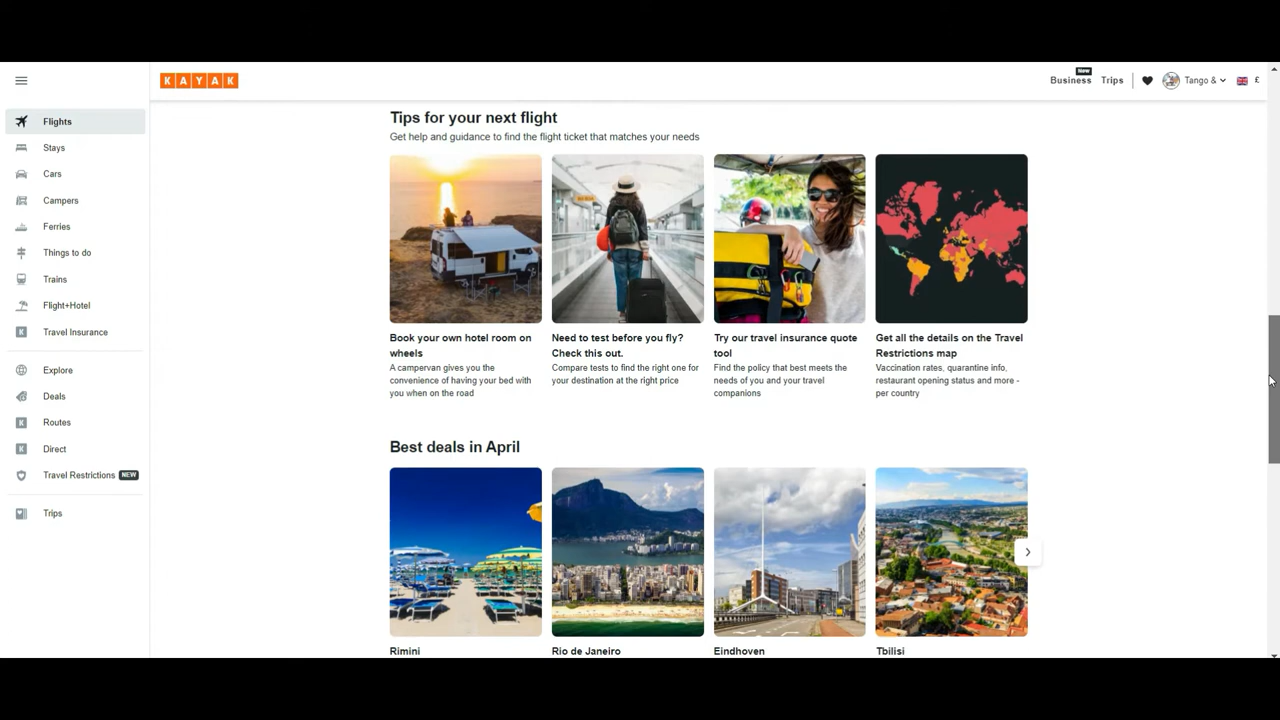 KAYAK
New
Business
Trips
Tango &
£
Flights
Stays
Cars
Campers
Ferries
Things to do
Trains
Flight+Hotel
Travel Insurance
Explore
Deals
Routes
Direct
Travel Restrictions NEW
Trips
Tips for your next flight
Get help and guidance to find the flight ticket that matches your needs
Book your own hotel room on
wheels
A campervan gives you the
convenience of having your bed with
you when on the road
Need to test before you fly?
Check this out.
Compare tests to find the right one for
your destination at the right price
Try our travel insurance quote
tool
Find the policy that best meets the
needs of you and your travel
companions
Get all the details on the Travel
Restrictions map
Vaccination rates, quarantine info,
restaurant opening status and more -
per country
Best deals in April
Rimini
Rio de Janeiro
Eindhoven
Tbilisi